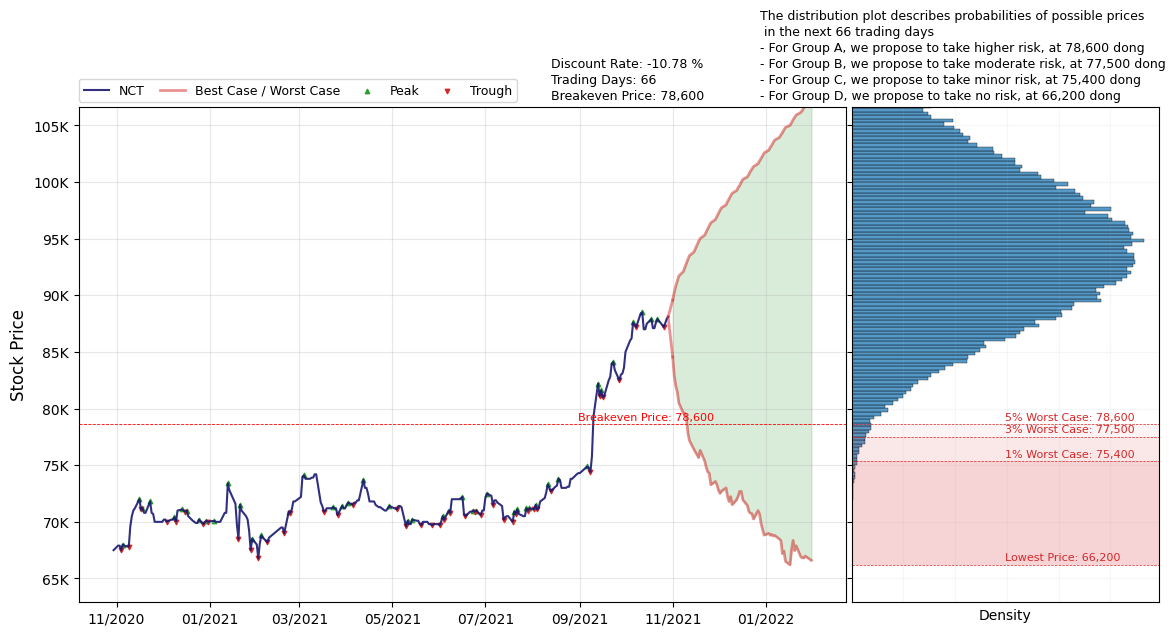 The distribution plot describes probabilities of possible prices
in the next 66 trading days
- For Group A, we propose to take higher risk, at 78,600 dong
- For Group B, we propose to take moderate risk, at 77,500 dong
- For Group C, we propose to take minor risk, at 75,400 dong
- For Group D, we propose to take no risk, at 66,200 dong
Discount Rate: -10.78 %
Trading Days: 66
Breakeven Price: 78,600
NCT Best Case / Worst Case Peak Trough
105K
100K
95K
90K
85K
80K
75K
70K
65K
Stock Price
Breakeven Price: 78,600
5% Worst Case: 78,600
3% Worst Case: 77,500
1% Worst Case: 75,400
Lowest Price: 66,200
11/2020 01/2021 03/2021 05/2021 07/2021 09/2021 11/2021 01/2022
Density